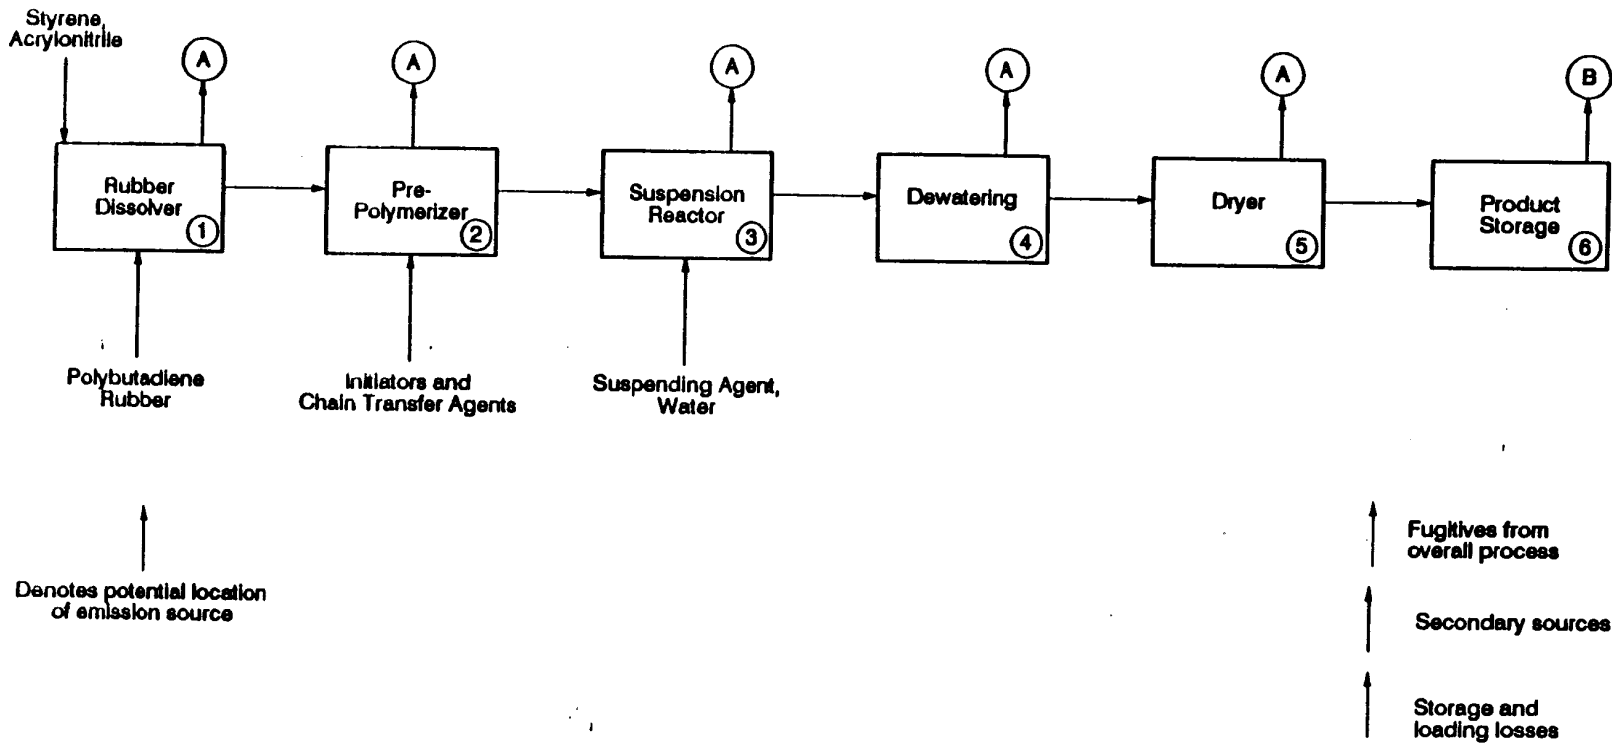 Styrene,
Acrylonitrile
A
A
A
A
A
B
Rubber
Dissolver
1
Pre-
Polymerizer
2
Suspension
Reactor
3
Dewatering
4
Dryer
5
Product
Storage
6
Polybutadiene
Rubber
Initiators and
Chain Transfer Agents
Suspending Agent,
Water
Denotes potential location
of emission source
Fugitives from
overall process
Secondary sources
Storage and
loading losses